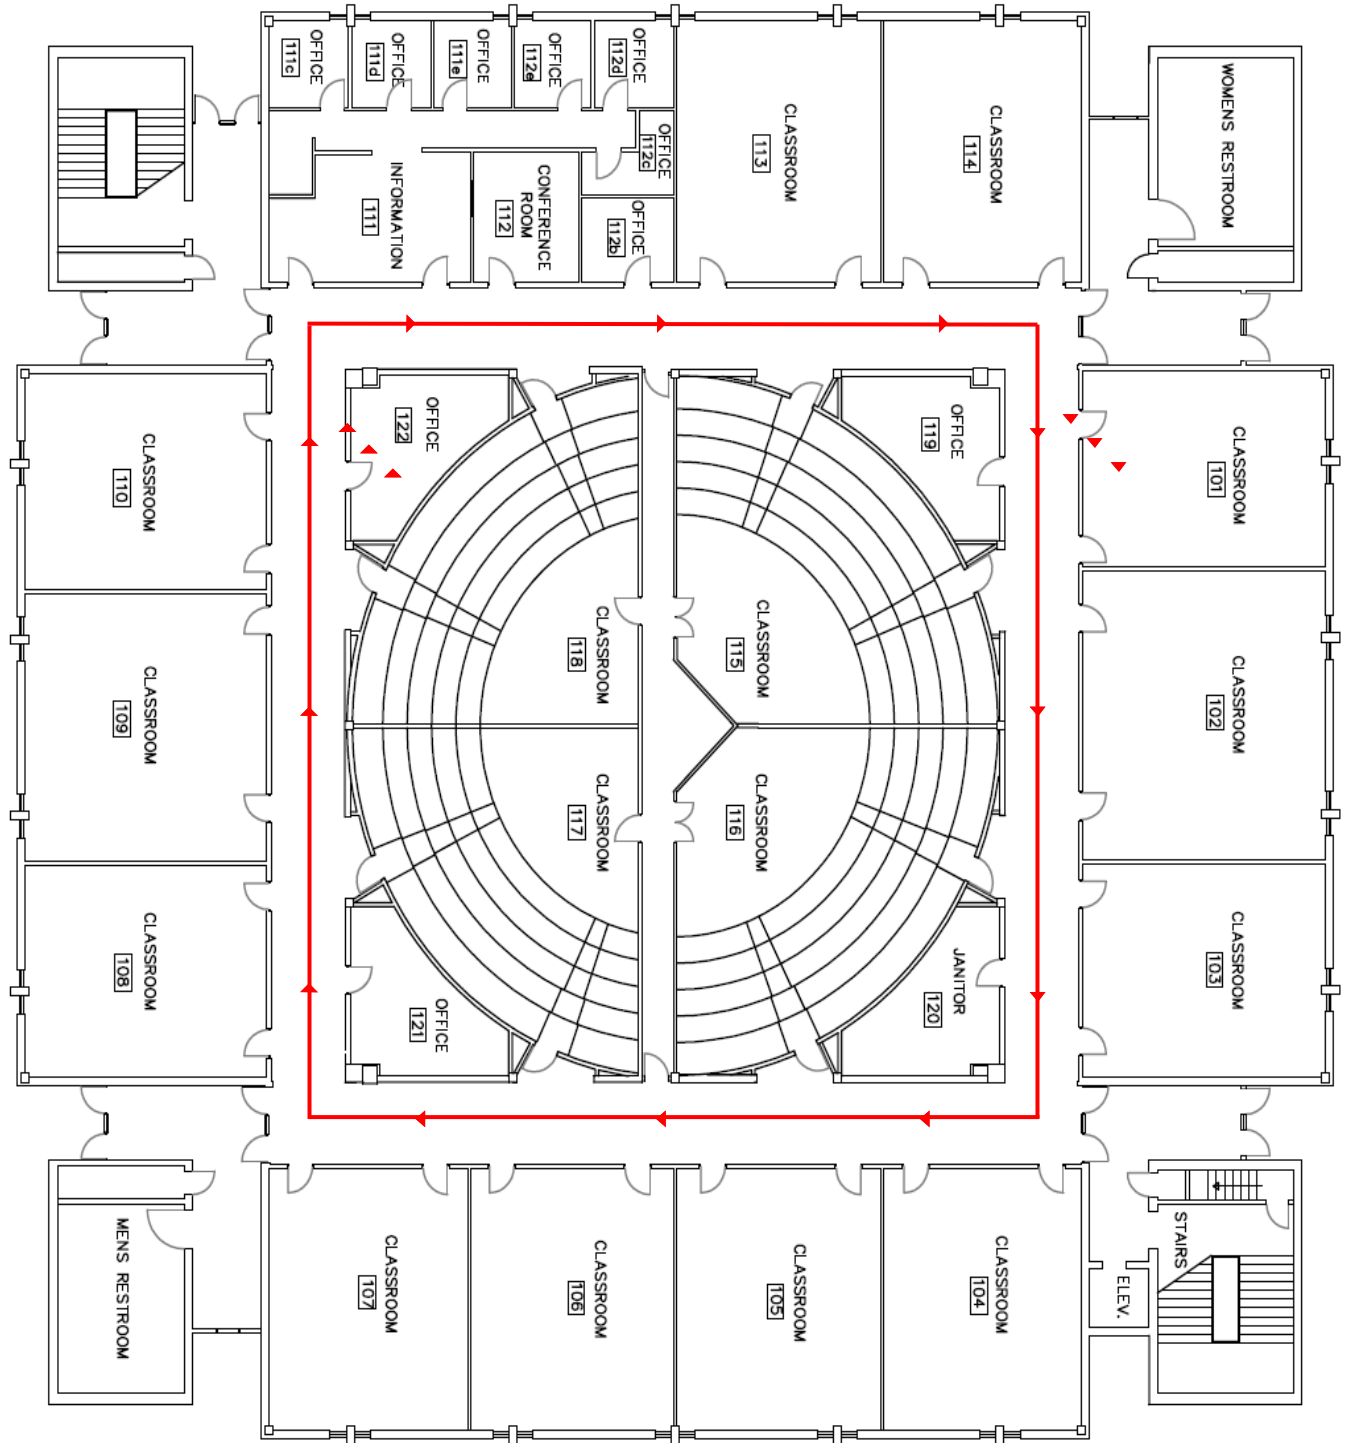 OFFICE
111c
OFFICE
111d
OFFICE
111e
OFFICE
112e
OFFICE
112d
OFFICE
112c
OFFICE
112b
INFORMATION
111
CONFERENCE
ROOM
112
CLASSROOM
113
CLASSROOM
114
WOMENS RESTROOM
OFFICE
122
OFFICE
119
CLASSROOM
110
CLASSROOM
101
CLASSROOM
118
CLASSROOM
115
CLASSROOM
109
CLASSROOM
102
CLASSROOM
117
CLASSROOM
116
CLASSROOM
108
CLASSROOM
103
OFFICE
121
JANITOR
120
MENS RESTROOM
CLASSROOM
107
CLASSROOM
106
CLASSROOM
105
CLASSROOM
104
ELEV.
STAIRS